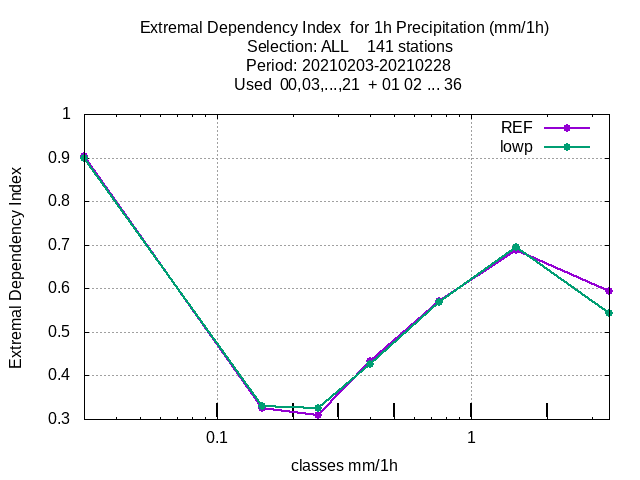 Extremal Dependency Index  for 1h Precipitation (mm/1h)
Selection: ALL    141 stations
Period: 20210203-20210228
Used  00,03,...,21  + 01 02 ... 36
REF
lowp
Extremal Dependency Index
1
0.9
0.8
0.7
0.6
0.5
0.4
0.3
0.1
1
classes mm/1h